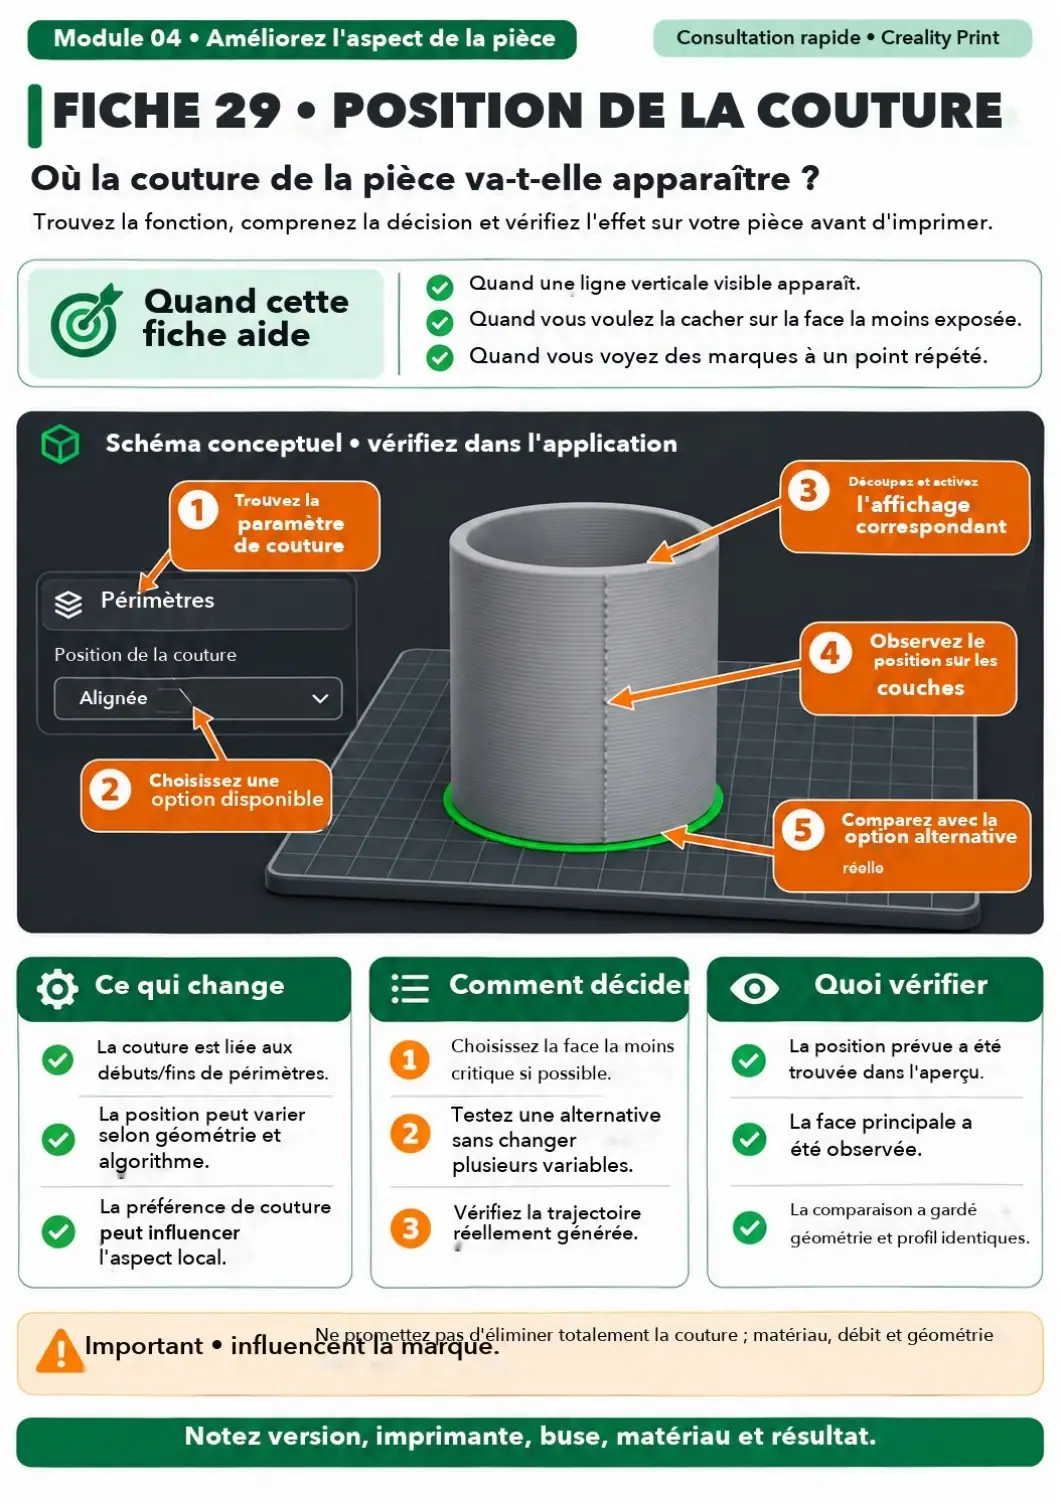 Module 04 • Améliorez l'aspect de la pièce
Consultation rapide • Creality Print
FICHE 29 • POSITION DE LA COUTURE
Où la couture de la pièce va-t-elle apparaître ?
Trouvez la fonction, comprenez la décision et vérifiez l'effet sur votre pièce avant d'imprimer.
Quand cette
fiche aide
Quand une ligne verticale visible apparaît.
Quand vous voulez la cacher sur la face la moins exposée.
Quand vous voyez des marques à un point répété.
Schéma conceptuel • vérifiez dans l'application
1
Trouvez la
paramètre
de couture
Périmètres
Position de la couture
Alignée
2
Choisissez une
option disponible
3
Découpez et activez
l'affichage
correspondant
4
Observez le
position sur les
couches
5
Comparez avec la
option alternative
réelle
Ce qui change
La couture est liée aux
débuts/fins de périmètres.
La position peut varier
selon géométrie et
algorithme.
La préférence de couture
peut influencer
l'aspect local.
Comment décider
1
Choisissez la face la moins
critique si possible.
2
Testez une alternative
sans changer
plusieurs variables.
3
Vérifiez la trajectoire
réellement générée.
Quoi vérifier
La position prévue a été
trouvée dans l'aperçu.
La face principale a
été observée.
La comparaison a gardé
géométrie et profil identiques.
Ne promettez pas d'éliminer totalement la couture ; matériau, débit et géométrie
Important • influencent la marque.
Notez version, imprimante, buse, matériau et résultat.